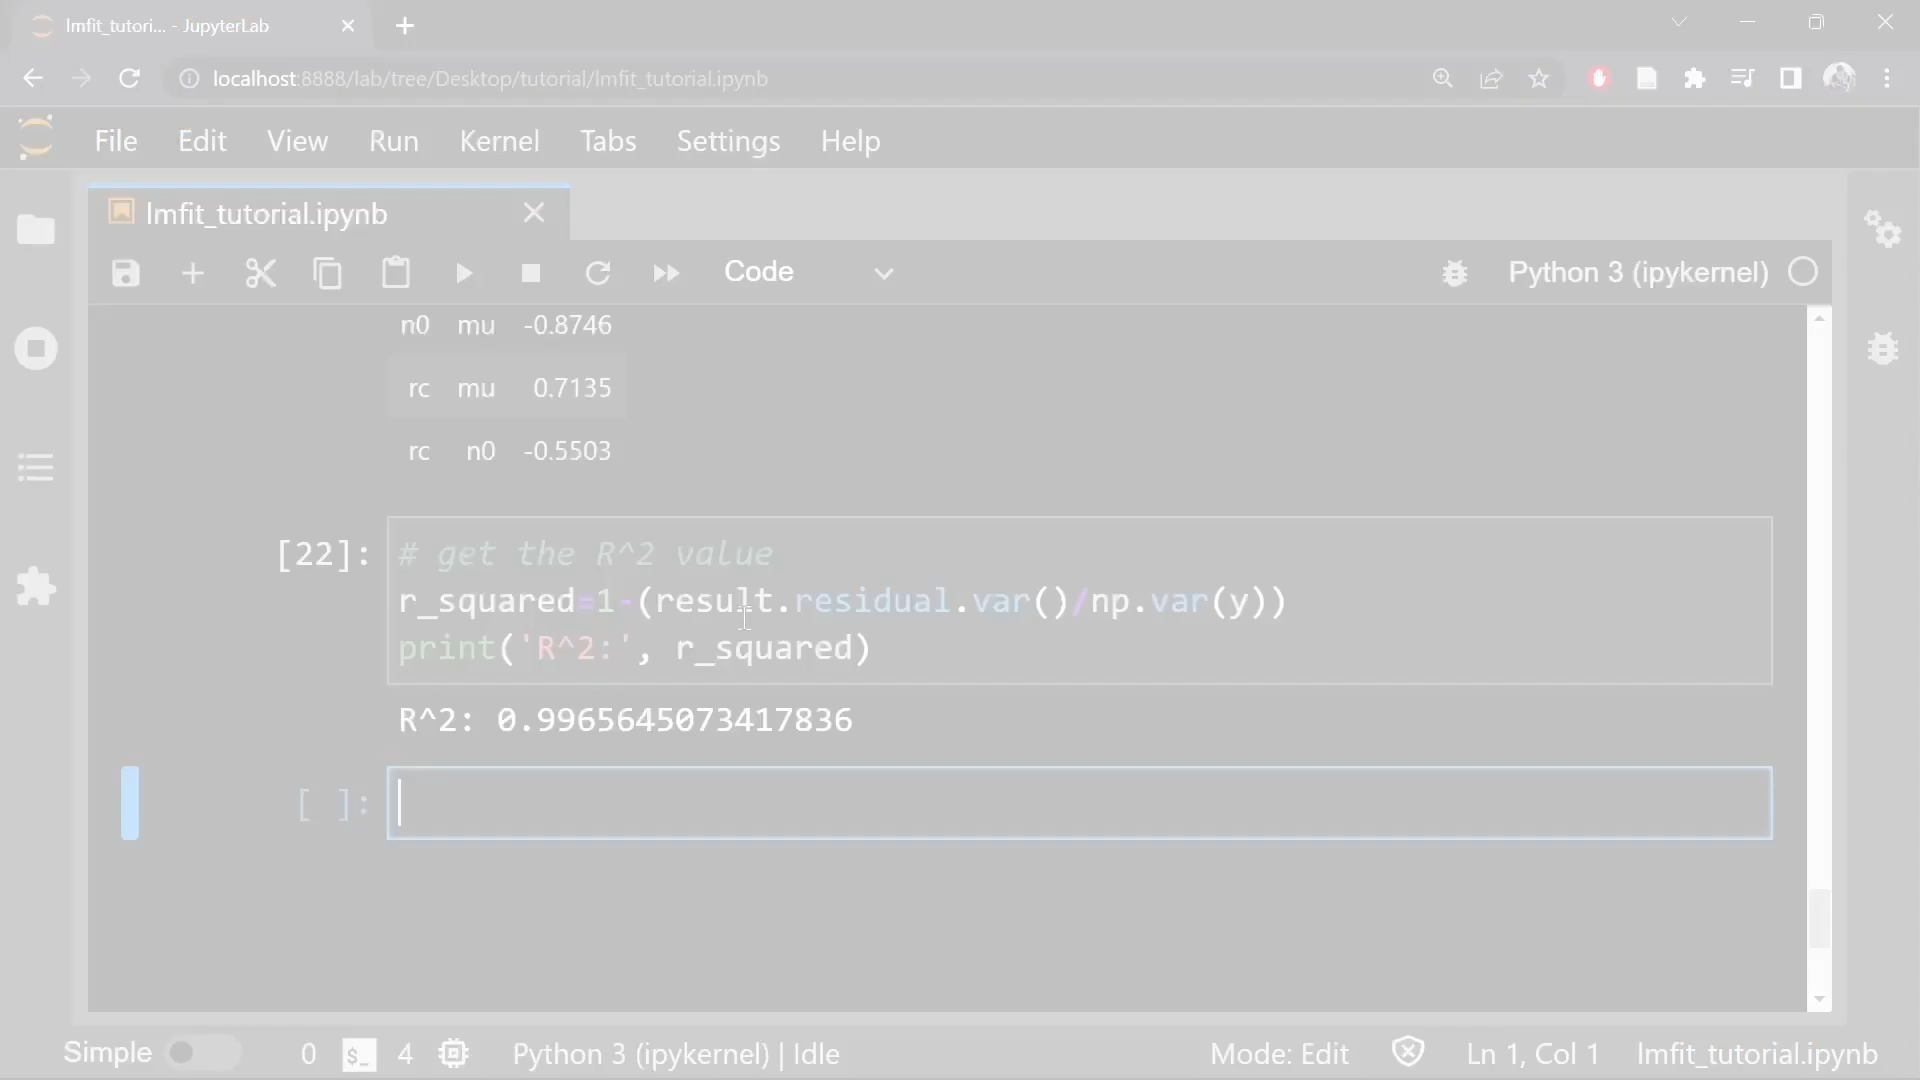 lmfit_tutori... - JupyterLab
localhost:8888/lab/tree/Desktop/tutorial/lmfit_tutorial.ipynb
File Edit View Run Kernel Tabs Settings Help
lmfit_tutorial.ipynb
Code
Python 3 (ipykernel)
n0 mu -0.8746
rc mu 0.7135
rc n0 -0.5503
[22]:
# get the R^2 value
r_squared=1-(result.residual.var()/np.var(y))
print('R^2:', r_squared)
R^2: 0.9965645073417836
[ ]:
Simple 0 $_ 4 Python 3 (ipykernel) | Idle Mode: Edit Ln 1, Col 1 lmfit_tutorial.ipynb